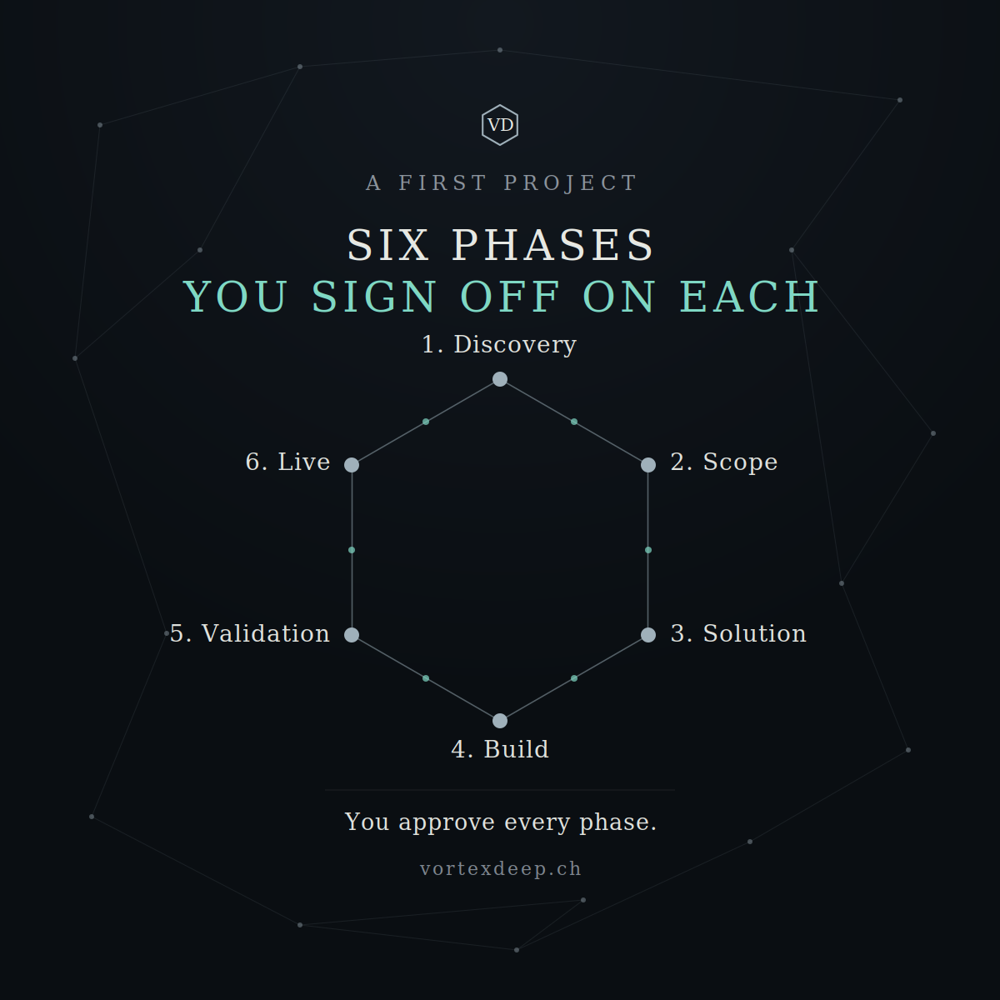 VD
A FIRST PROJECT
SIX PHASES
YOU SIGN OFF ON EACH
1. Discovery
6. Live
2. Scope
5. Validation
3. Solution
4. Build
You approve every phase.
vortexdeep.ch